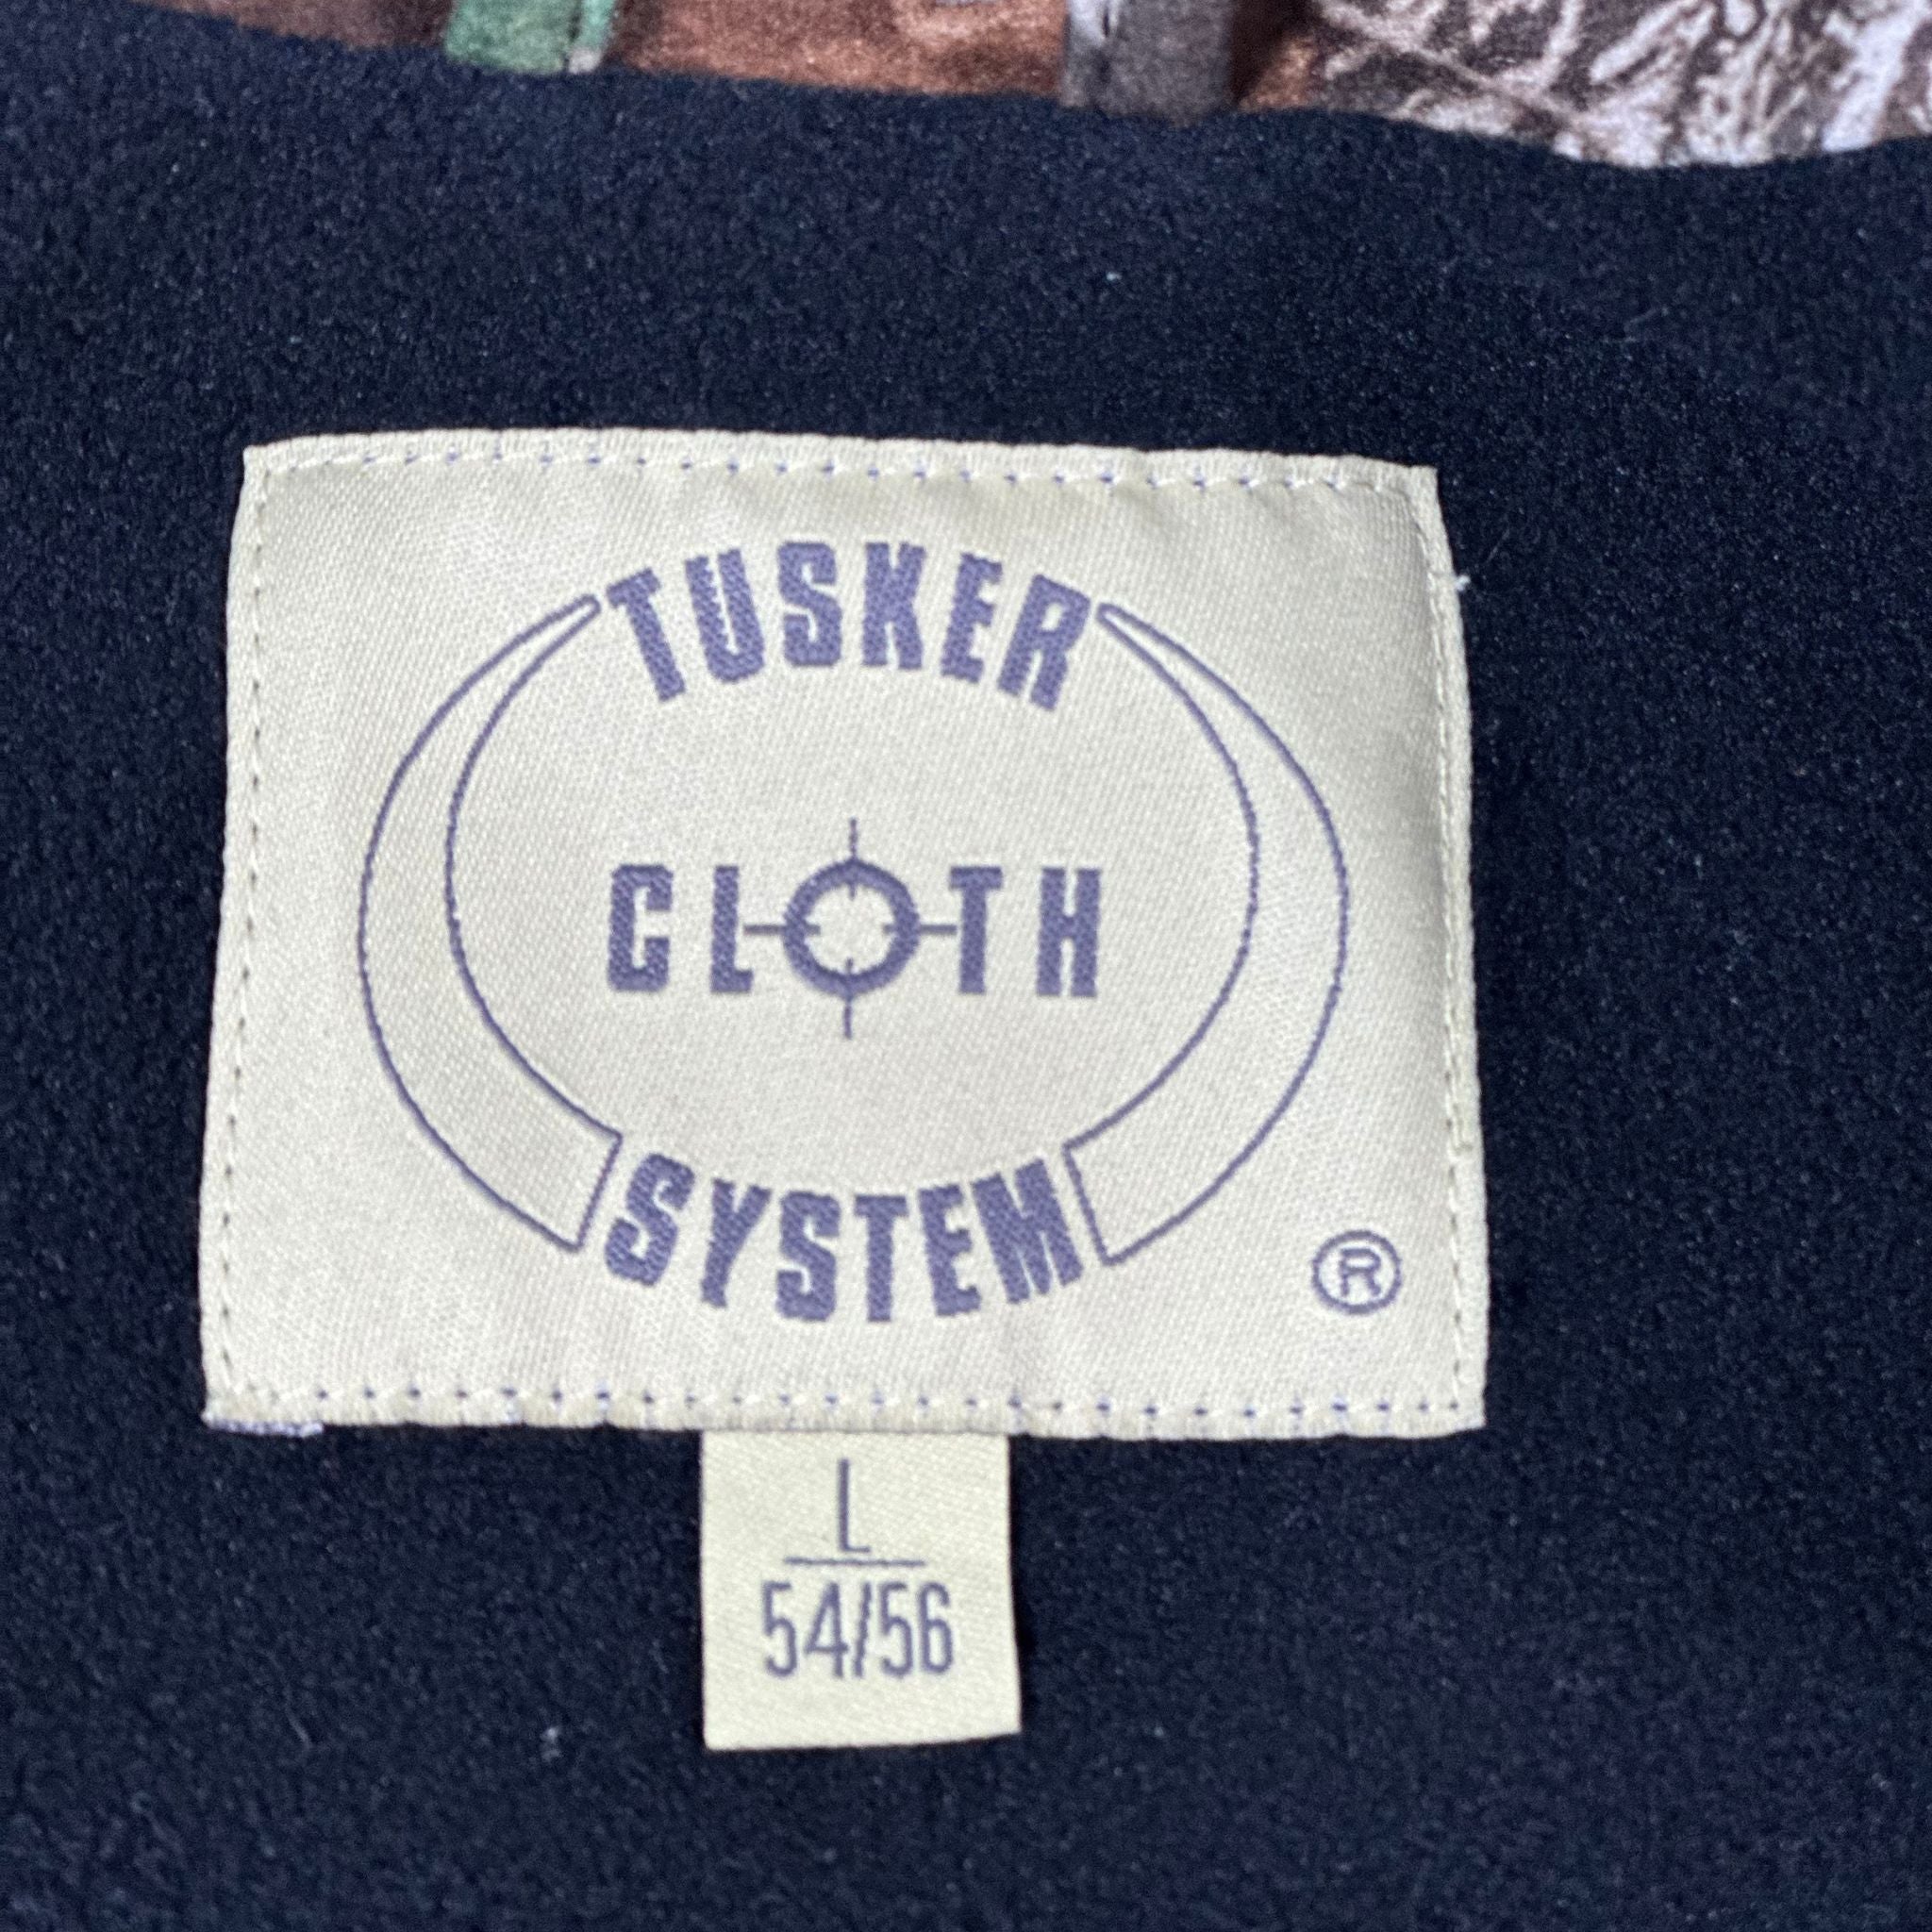 TUSKER
CLOTH
SYSTEM
®
L
54/56